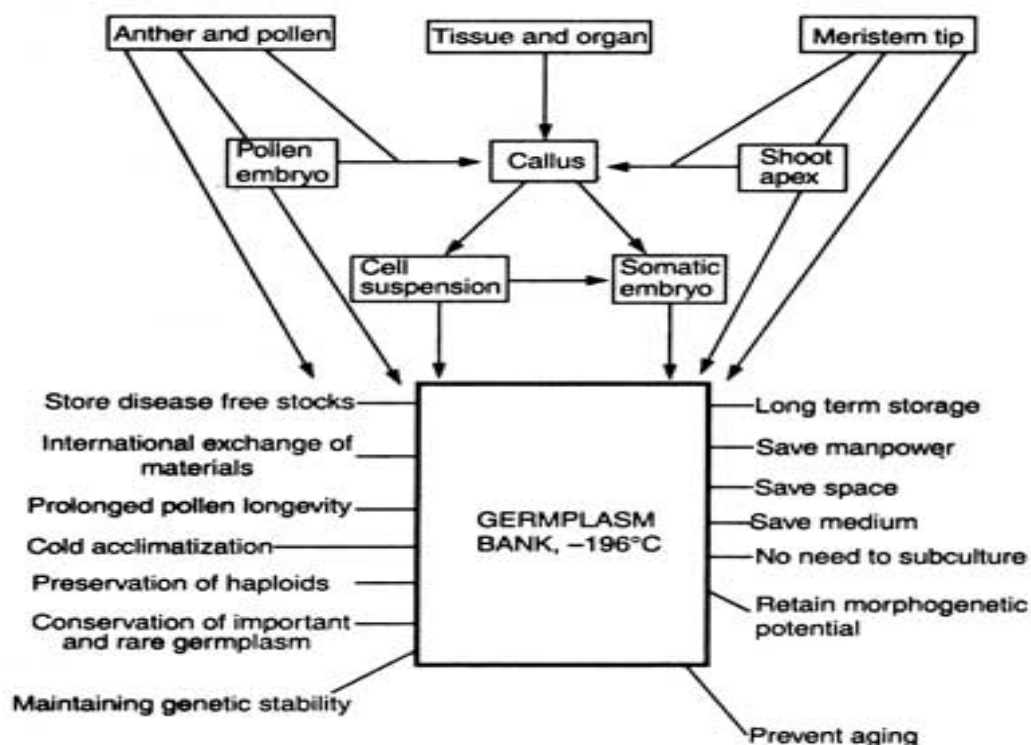 Anther and pollen
Tissue and organ
Meristem tip
Pollen
embryo
Callus
Shoot
apex
Cell
suspension
Somatic
embryo
Store disease free stocks
International exchange of
materials
Prolonged pollen longevity
Cold acclimatization
Preservation of haploids
Conservation of important
and rare germplasm
Maintaining genetic stability
GERMPLASM
BANK, –196°C
Long term storage
Save manpower
Save space
Save medium
No need to subculture
Retain morphogenetic
potential
Prevent aging